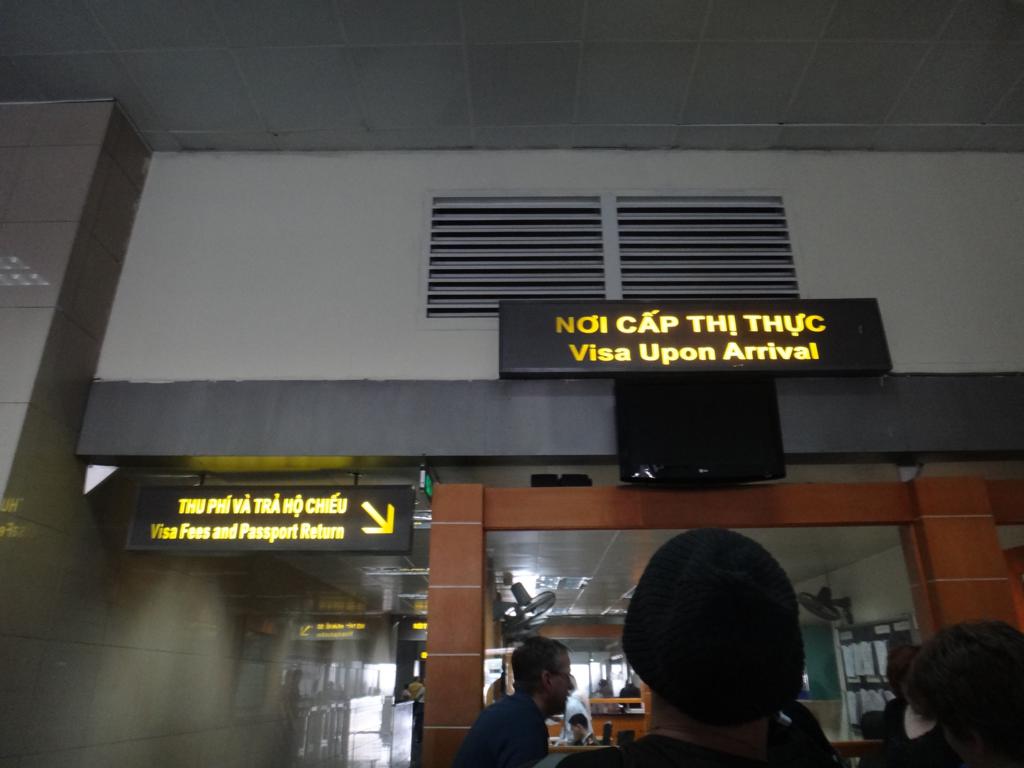 NƠI CẤP THỊ THỰC
Visa Upon Arrival
THU PHÍ VÀ TRẢ HỘ CHIẾU
Visa Fees and Passport Return